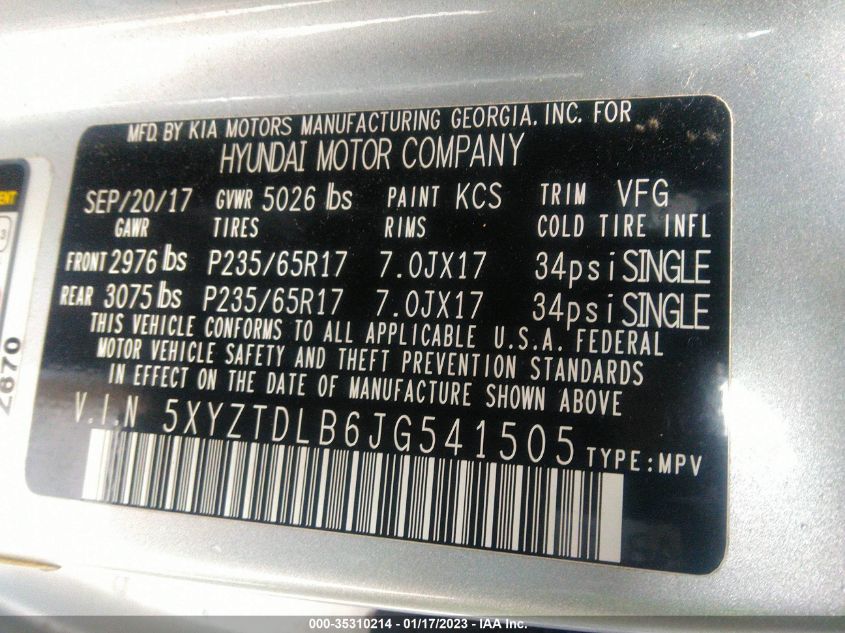 MFD. BY KIA MOTORS MANUFACTURING GEORGIA. INC. FOR
HYUNDAI MOTOR COMPANY
SEP/20/17 GVWR 5026 lbs PAINT KCS TRIM VFG
GAWR TIRES RIMS COLD TIRE INFL
FRONT 2976 lbs P235/65R17 7.0JX17 34psi SINGLE
REAR 3075 lbs P235/65R17 7.0JX17 34psi SINGLE
THIS VEHICLE CONFORMS TO ALL APPLICABLE U.S.A. FEDERAL
MOTOR VEHICLE SAFETY AND THEFT PREVENTION STANDARDS
IN EFFECT ON THE DATE OF MANUFACTURE SHOWN ABOVE
V.I.N 5XYZTDLB6JG541505 TYPE:MPV
2670
000-35310214 - 01/17/2023 - IAA Inc.